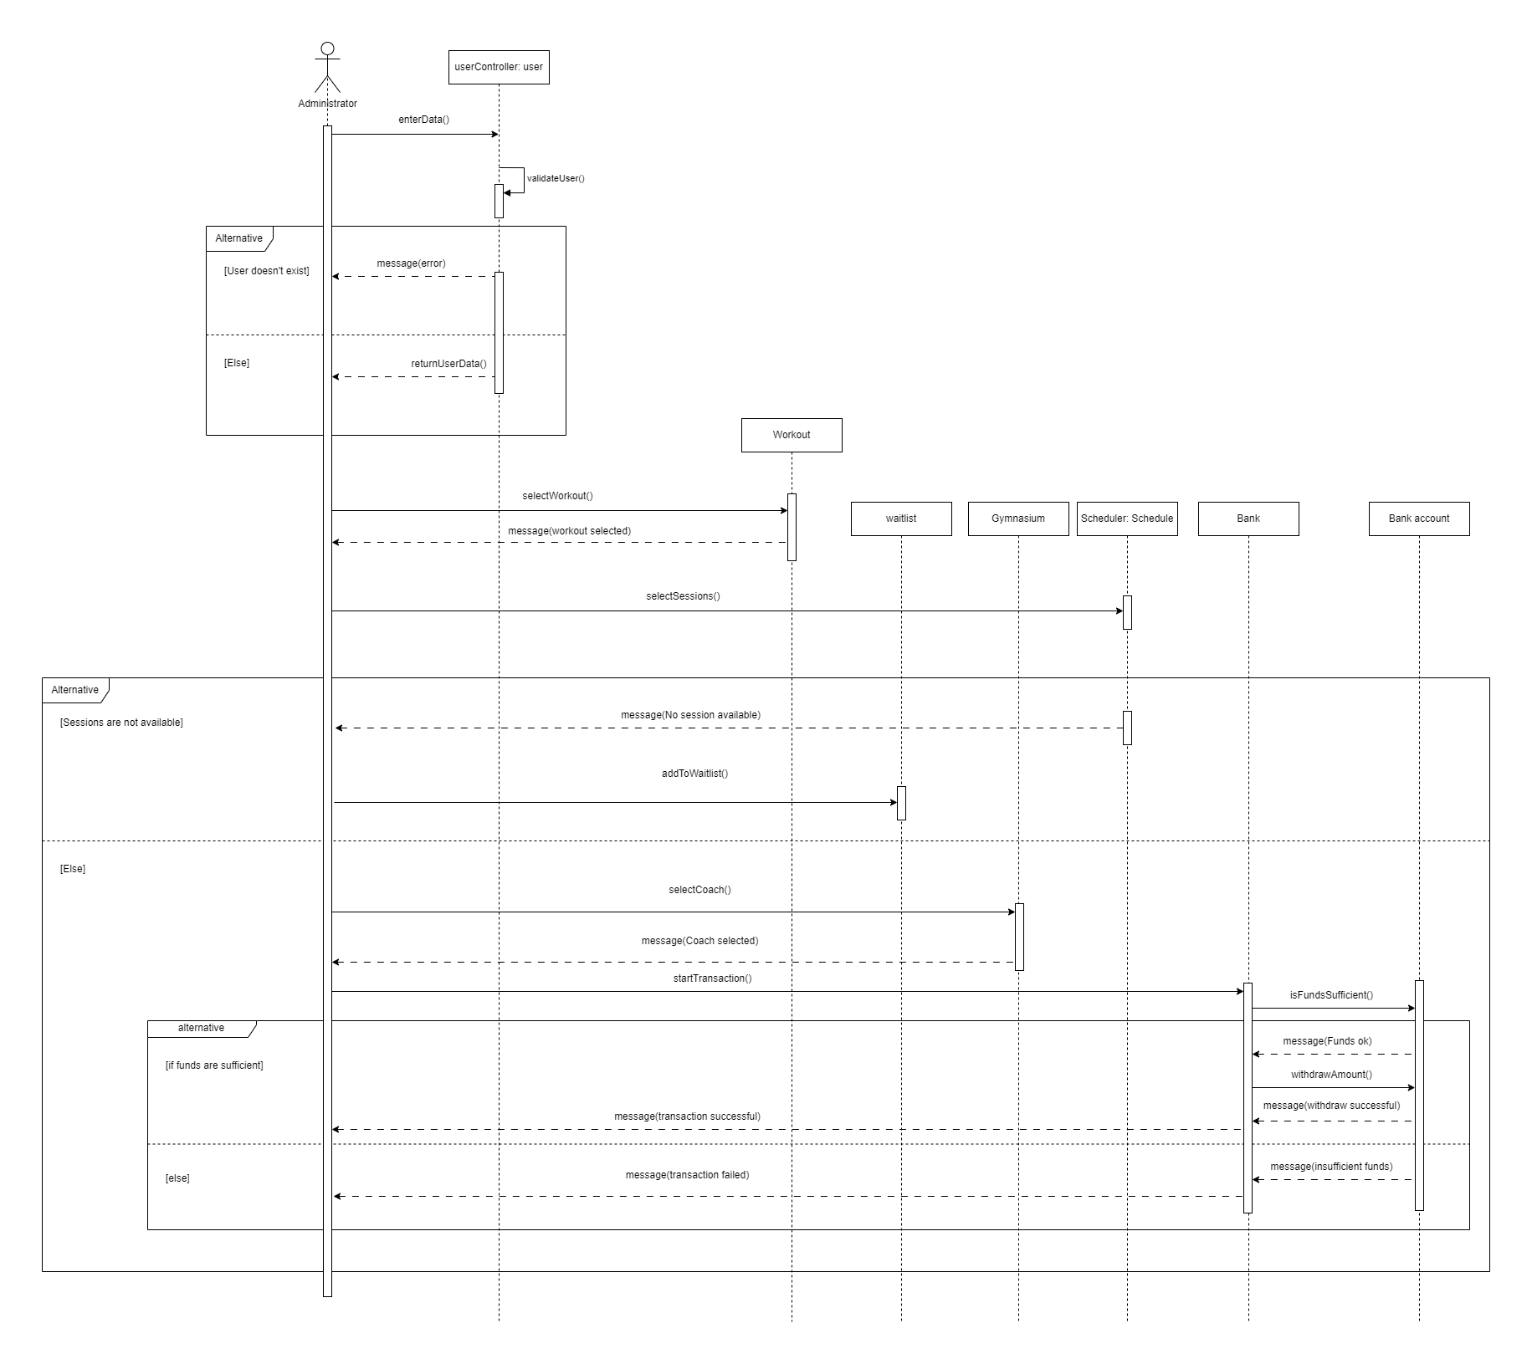 userController: user
Administrator
enterData()
validateUser()
Alternative
[User doesn't exist]
message(error)
[Else]
returnUserData()
Workout
selectWorkout()
message(workout selected)
waitlist
Gymnasium
Scheduler: Schedule
Bank
Bank account
selectSessions()
Alternative
[Sessions are not available]
message(No session available)
addToWaitlist()
[Else]
selectCoach()
message(Coach selected)
startTransaction()
isFundsSufficient()
alternative
[if funds are sufficient]
message(Funds ok)
withdrawAmount()
message(withdraw successful)
message(transaction successful)
message(insufficient funds)
message(transaction failed)
[else]